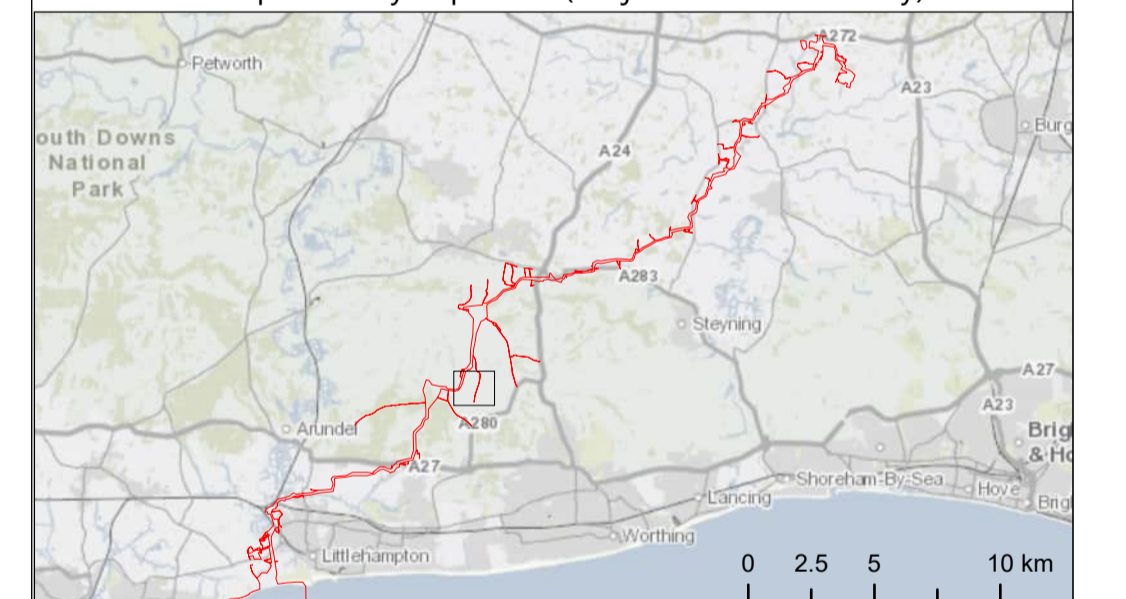 A272
Petworth
A23
outh Downs
National
Park
Burg
A24
A283
Steyning
A27
A23
Arundel
A280
Brig
& Ho
A27
Shoreham-By-Sea
Hove
Lancing
Brig
Worthing
Littlehampton
0 2.5 5 10 km